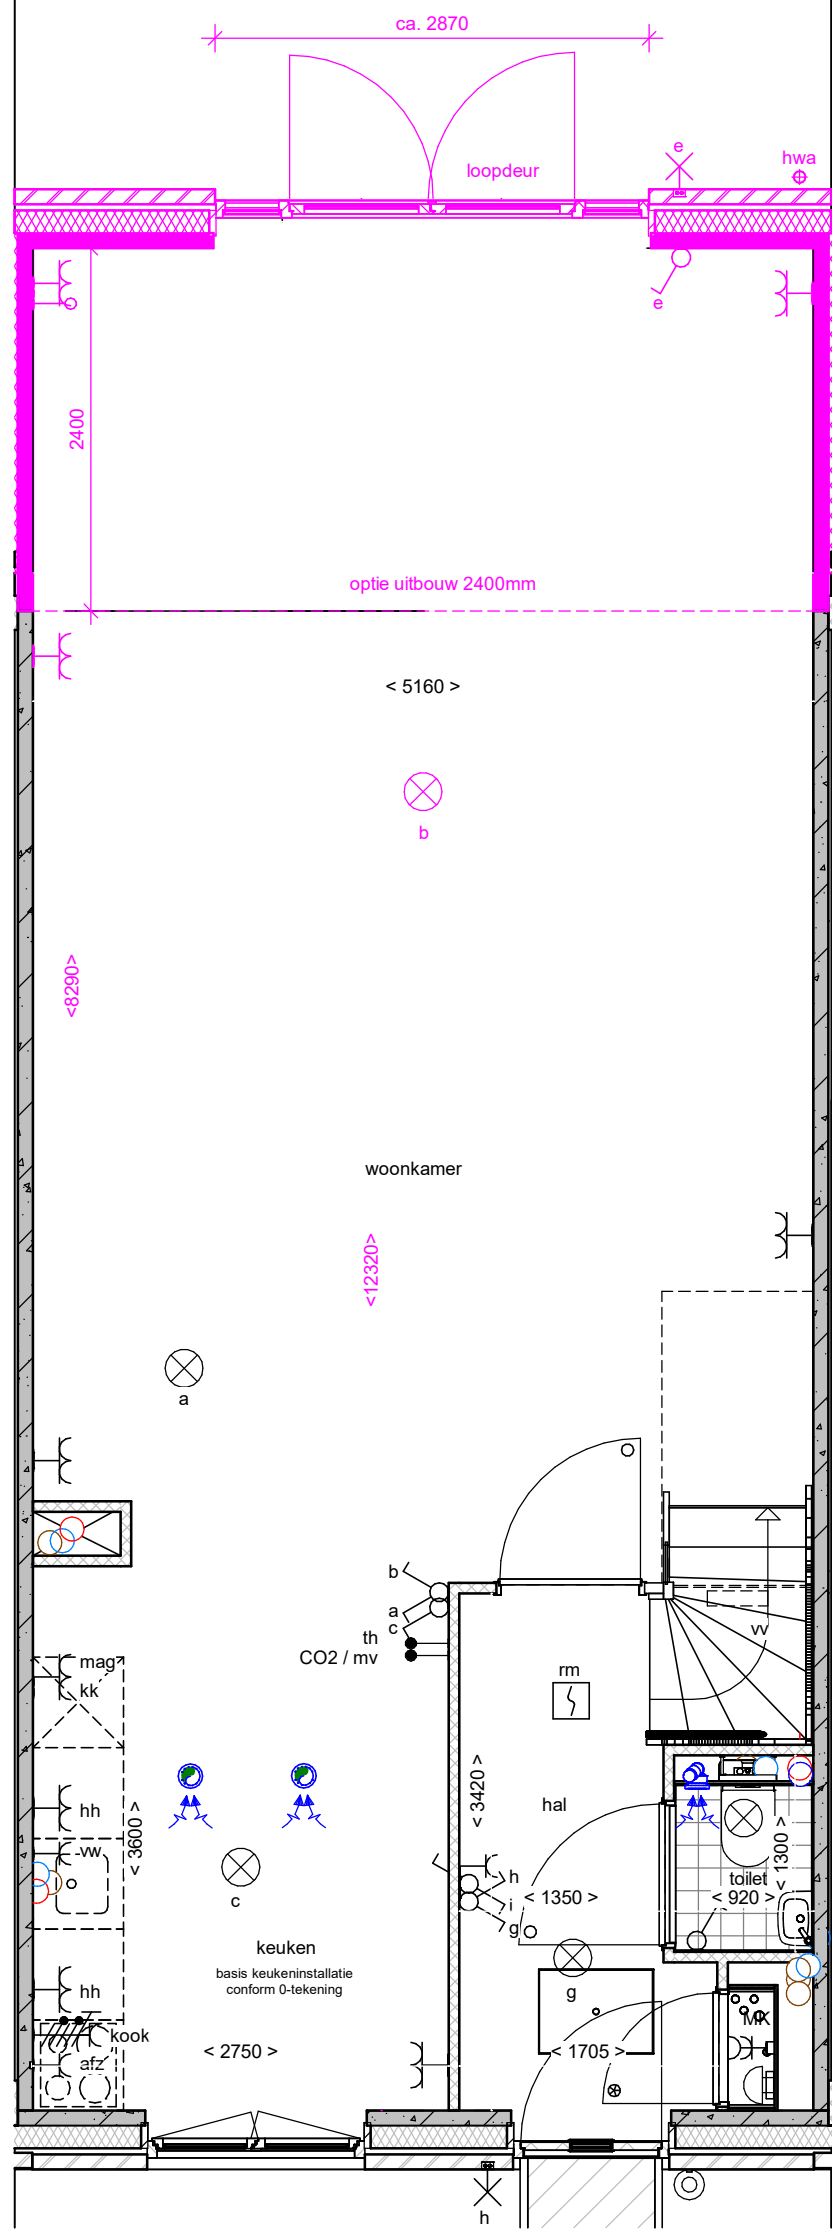 ca. 2870
loopdeur
e
hwa
e
2400
optie uitbouw 2400mm
< 5160 >
b
<8290>
woonkamer
<12320>
a
b
a
c
th
CO2 / mv
rm
vv
mag
kk
hh
vw
< 3600 >
c
< 3420 >
hal
h
i
g
< 1350 >
toilet
< 920 >
< 1300 >
keuken
basis keukeninstallatie
conform 0-tekening
g
hh
kook
afz
< 2750 >
< 1705 >
MK
h